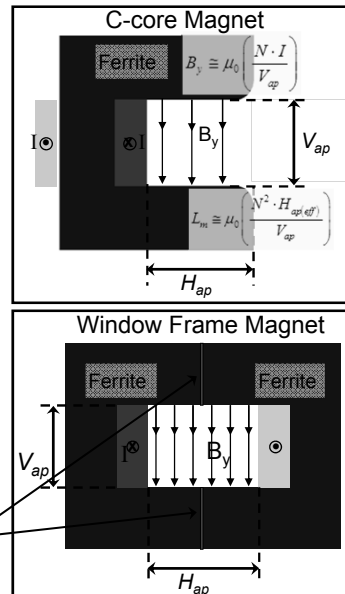 C-core Magnet
Ferrite
B_y ≅ μ_0 (N · I / V_ap)
I ⊙
⊗ I
B_y
V_ap
L_m ≅ μ_0 (N^2 · H_ap(eff) / V_ap)
H_ap
Window Frame Magnet
Ferrite
Ferrite
V_ap
I ⊗
B_y
⊙
H_ap